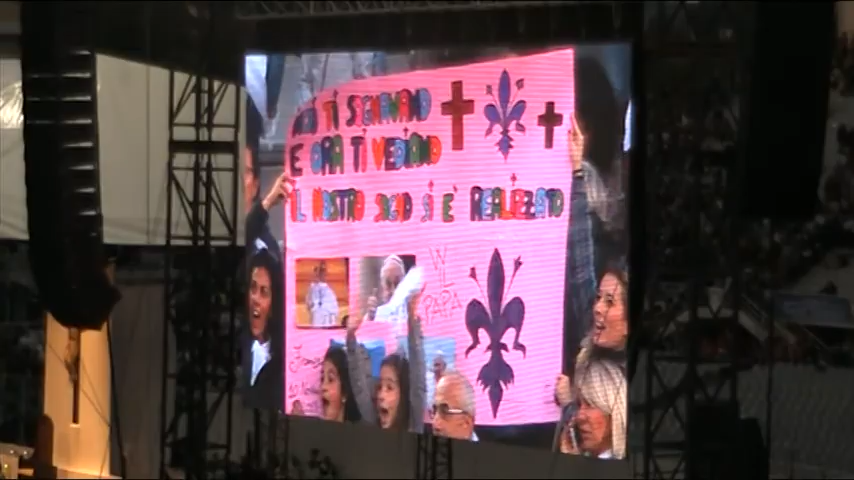 TI SOGNAVAMO
E ORA TI VEDIAMO
IL NOSTRO SOGNO SI È REALIZZATO
W
IL
PAPA